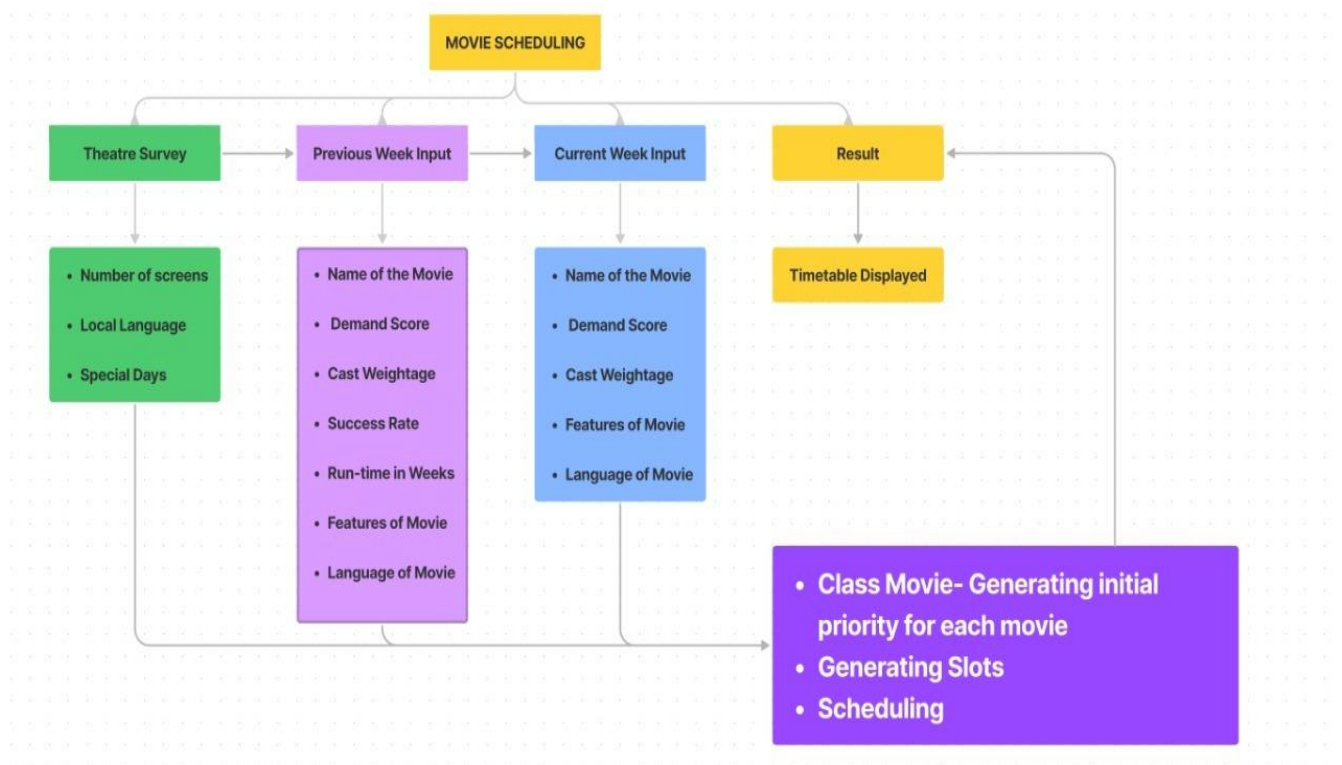 MOVIE SCHEDULING
Theatre Survey
Previous Week Input
Current Week Input
Result
• Number of screens
• Local Language
• Special Days
• Name of the Movie
• Demand Score
• Cast Weightage
• Success Rate
• Run-time in Weeks
• Features of Movie
• Language of Movie
• Name of the Movie
• Demand Score
• Cast Weightage
• Features of Movie
• Language of Movie
Timetable Displayed
• Class Movie- Generating initial
priority for each movie
• Generating Slots
• Scheduling